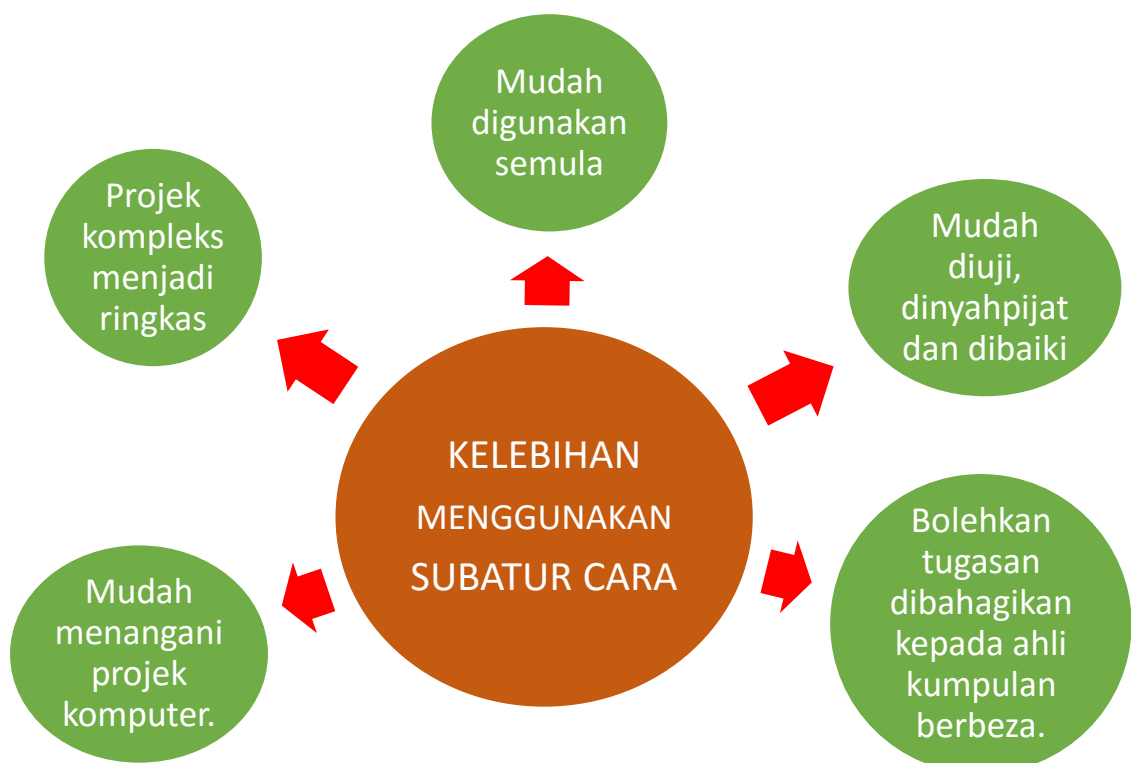 Mudah
digunakan
semula
Projek
kompleks
menjadi
ringkas
Mudah
diuji,
dinyahpijat
dan dibaiki
KELEBIHAN
MENGGUNAKAN
SUBATUR CARA
Bolehkan
tugasan
dibahagikan
kepada ahli
kumpulan
berbeza.
Mudah
menangani
projek
komputer.